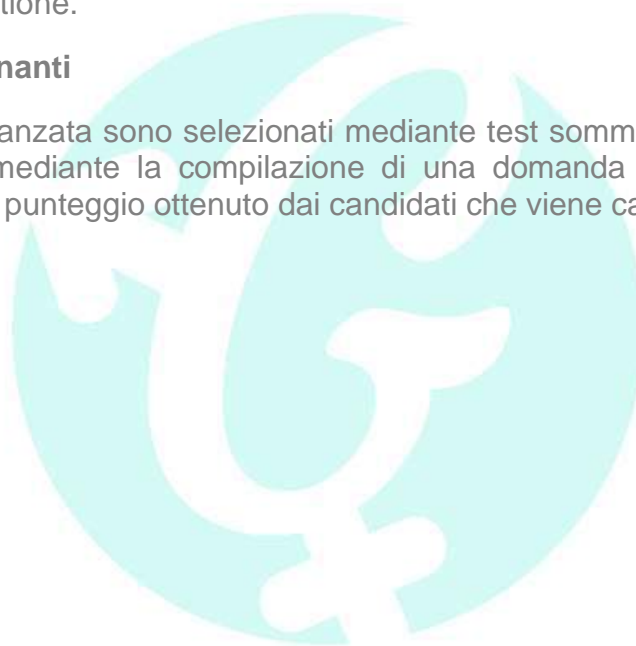 tione.
nanti
anzata sono selezionati mediante test somm
mediante la compilazione di una domanda
punteggio ottenuto dai candidati che viene ca